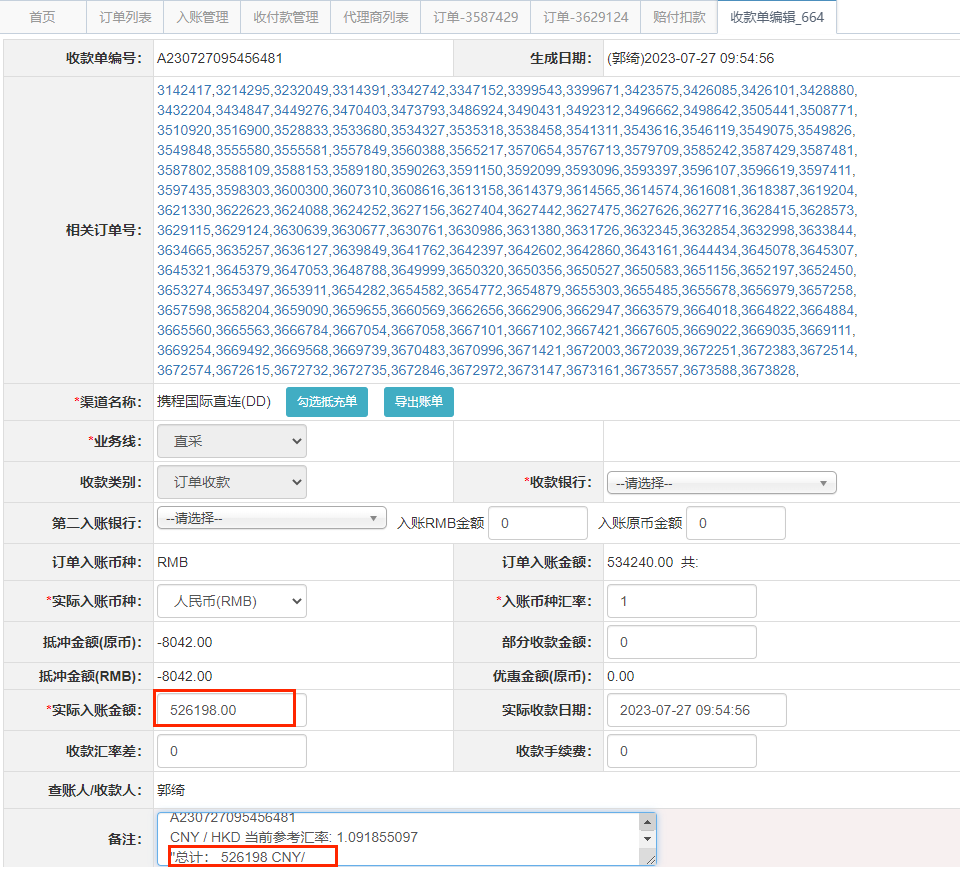 首页 订单列表 入账管理 收付款管理 代理商列表 订单-3587429 订单-3629124 赔付扣款 收款单编辑_664
收款单编号： A230727095456481 生成日期： (郭绮)2023-07-27 09:54:56
3142417,3214295,3232049,3314391,3342742,3347152,3399543,3399671,3423575,3426085,3426101,3428880,
3432204,3434847,3449276,3470403,3473793,3486924,3490431,3492312,3496662,3498642,3505441,3508771,
3510920,3516900,3528833,3533680,3534327,3535318,3538458,3541311,3543616,3546119,3549075,3549826,
3549848,3555580,3555581,3557849,3560388,3565217,3570654,3576713,3579709,3585242,3587429,3587481,
3587802,3588109,3588153,3589180,3590263,3591150,3592099,3593096,3593397,3596107,3596619,3597411,
3597435,3598303,3600300,3607310,3608616,3613158,3614379,3614565,3614574,3616081,3618387,3619204,
3621330,3622623,3624088,3624252,3627156,3627404,3627442,3627475,3627626,3627716,3628415,3628573,
相关订单号： 3629115,3629124,3630639,3630677,3630761,3630986,3631380,3631726,3632345,3632854,3632998,3633844,
3634665,3635257,3636127,3639849,3641762,3642397,3642602,3642860,3643161,3644434,3645078,3645307,
3645321,3645379,3647053,3648788,3649999,3650320,3650356,3650527,3650583,3651156,3652197,3652450,
3653274,3653497,3653911,3654282,3654582,3654772,3654879,3655303,3655485,3655678,3656979,3657258,
3657598,3658204,3659090,3659655,3660569,3662656,3662906,3662947,3663579,3664018,3664822,3664884,
3665560,3665563,3666784,3667054,3667058,3667101,3667102,3667421,3667605,3669022,3669035,3669111,
3669254,3669492,3669568,3669739,3670483,3670996,3671421,3672003,3672039,3672251,3672383,3672514,
3672574,3672615,3672732,3672735,3672846,3672972,3673147,3673161,3673557,3673588,3673828,
*渠道名称： 携程国际直连(DD) 勾选抵充单 导出账单
*业务线： 直采
收款类别： 订单收款 *收款银行： --请选择--
第二入账银行： --请选择-- 入账RMB金额 0 入账原币金额 0
订单入账币种： RMB 订单入账金额： 534240.00 共:
*实际入账币种： 人民币(RMB) *入账币种汇率： 1
抵冲金额(原币)： -8042.00 部分收款金额： 0
抵冲金额(RMB)： -8042.00 优惠金额(原币)： 0.00
*实际入账金额： 526198.00 实际收款日期： 2023-07-27 09:54:56
收款汇率差： 0 收款手续费： 0
查账人/收款人： 郭绮
A230727095456481
备注： CNY / HKD 当前参考汇率: 1.091855097
"总计： 526198 CNY/